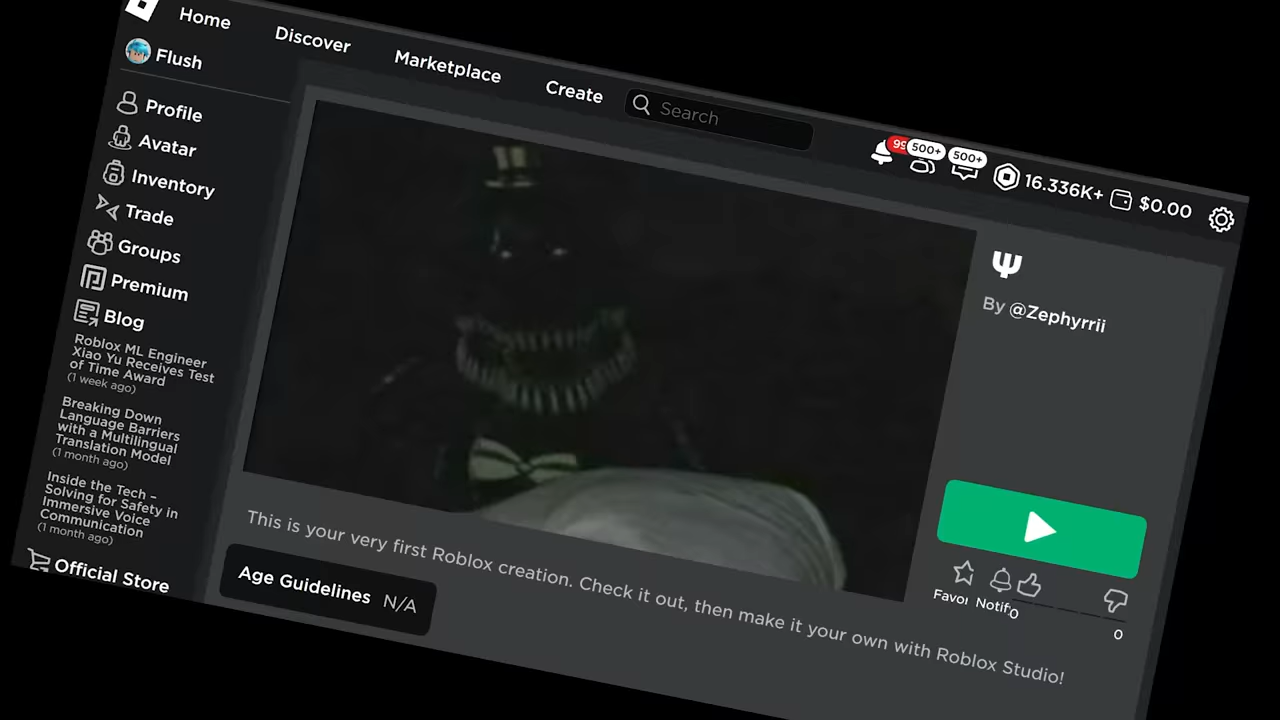 Home
Discover
Marketplace
Create
Search
99
500+
500+
16.336K+
$0.00
Flush
Profile
Avatar
Inventory
Trade
Groups
Premium
Blog
Roblox ML Engineer
Xiao Yu Receives Test
of Time Award
(1 week ago)
Breaking Down
Language Barriers
with a Multilingual
Translation Model
(1 month ago)
Inside the Tech –
Solving for Safety in
Immersive Voice
Communication
(1 month ago)
Official Store
Ψ
By @Zephyrrii
Favor
Notify
0
0
This is your very first Roblox creation. Check it out, then make it your own with Roblox Studio!
Age Guidelines N/A